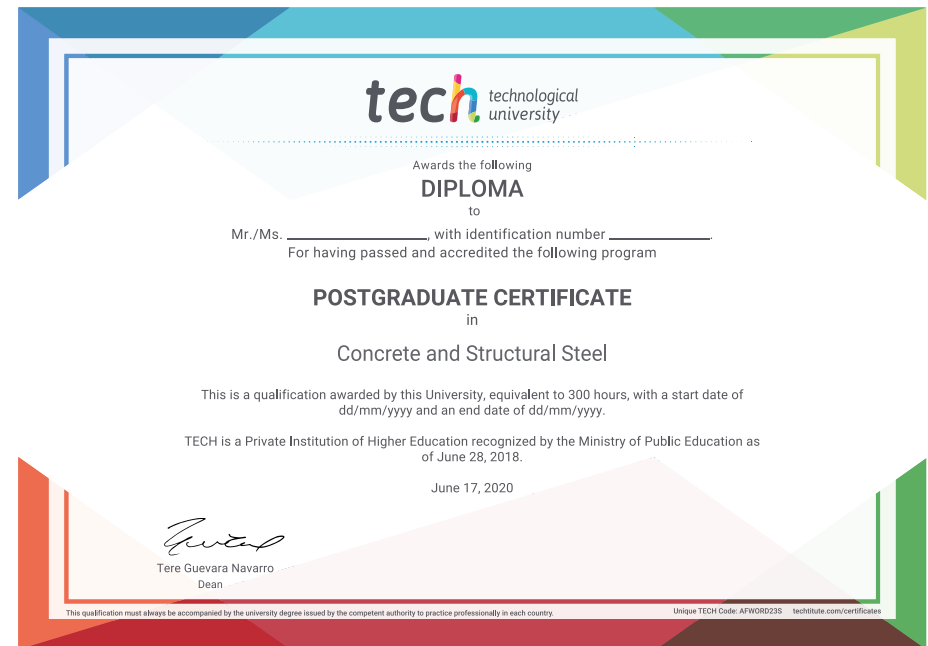 tech technological
university
Awards the following
DIPLOMA
to
Mr./Ms. ____________________, with identification number ______________.
For having passed and accredited the following program
POSTGRADUATE CERTIFICATE
in
Concrete and Structural Steel
This is a qualification awarded by this University, equivalent to 300 hours, with a start date of
dd/mm/yyyy and an end date of dd/mm/yyyy.
TECH is a Private Institution of Higher Education recognized by the Ministry of Public Education as
of June 28, 2018.
June 17, 2020
Tere Guevara Navarro
Dean
This qualification must always be accompanied by the university degree issued by the competent authority to practice professionally in each country.
Unique TECH Code: AFWORD23S techtitute.com/certificates